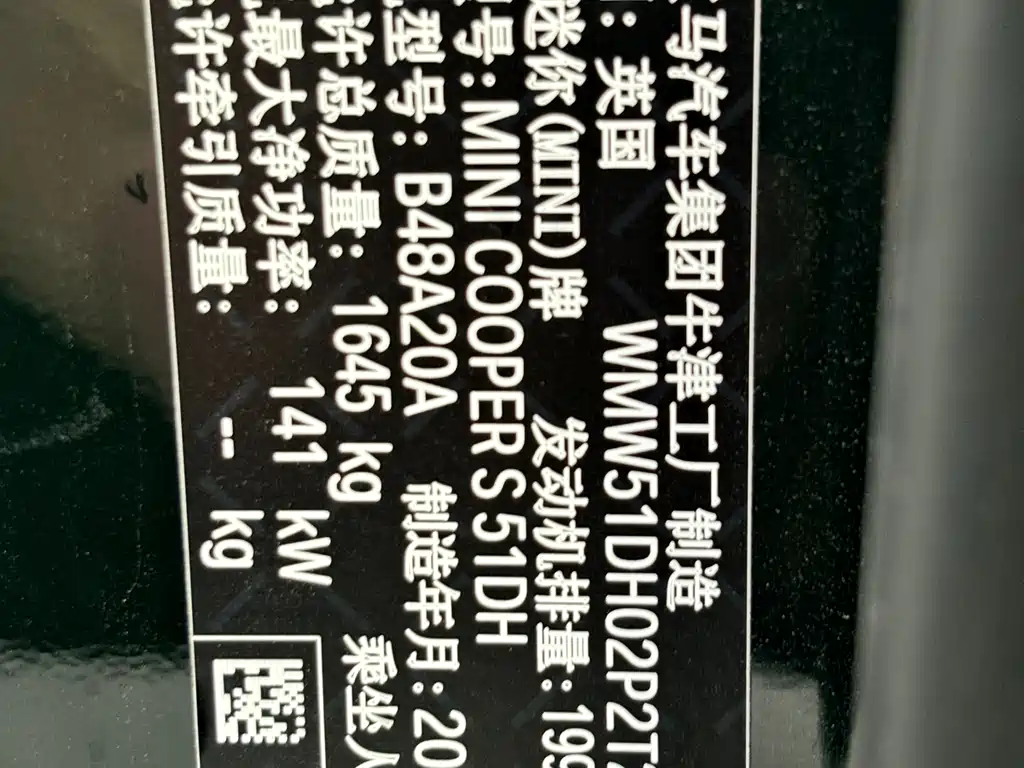 马汽车集团牛津工厂制造
: 英国 WMW51DH02P2T
迷你(MINI)牌 发动机排量: 199
号: MINI COOPER S 51DH
型号: B48A20A 制造年月: 20
许总质量: 1645 kg 乘坐人
最大净功率: 141 kW
许牵引质量: -- kg